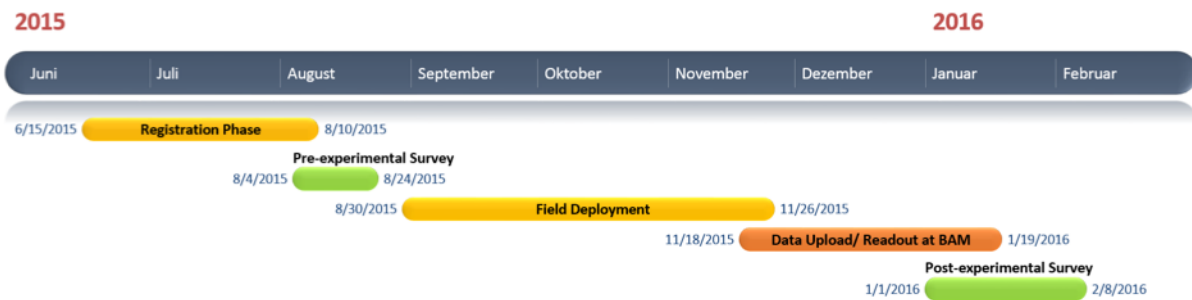 2015 2016
Juni Juli August September Oktober November Dezember Januar Februar
6/15/2015 Registration Phase 8/10/2015
Pre-experimental Survey
8/4/2015 8/24/2015
8/30/2015 Field Deployment 11/26/2015
11/18/2015 Data Upload/ Readout at BAM 1/19/2016
Post-experimental Survey
1/1/2016 2/8/2016